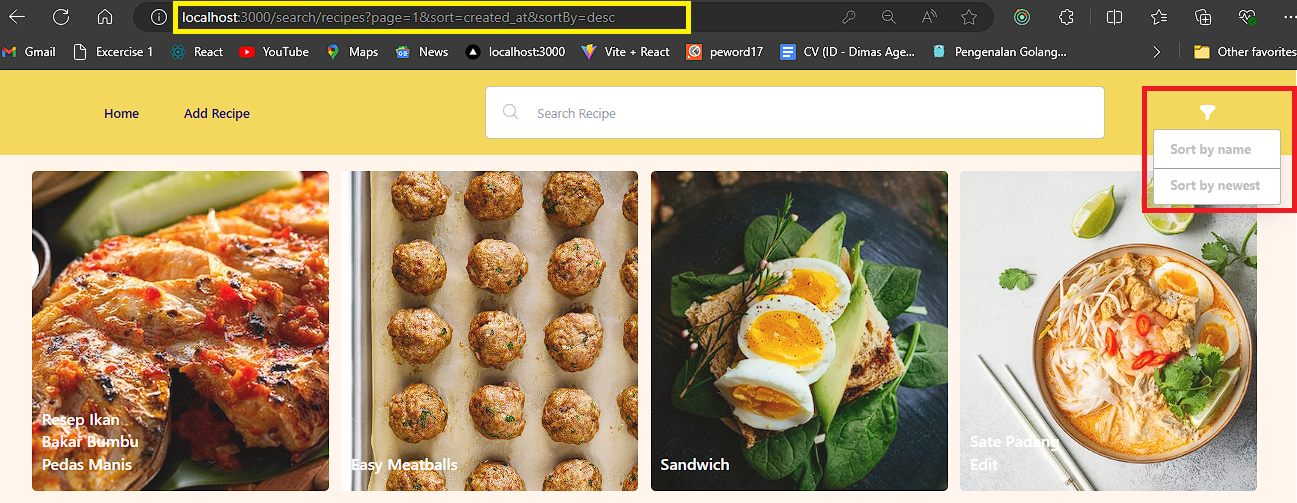 localhost:3000/search/recipes?page=1&sort=created_at&sortBy=desc
Gmail Excercise 1 React YouTube Maps News localhost:3000 Vite + React peword17 CV (ID - Dimas Age... Pengenalan Golang... Other favorites
Home Add Recipe Search Recipe
Sort by name
Sort by newest
Resep Ikan
Bakar Bumbu
Pedas Manis
Easy Meatballs
Sandwich
Sate Padang
Edit